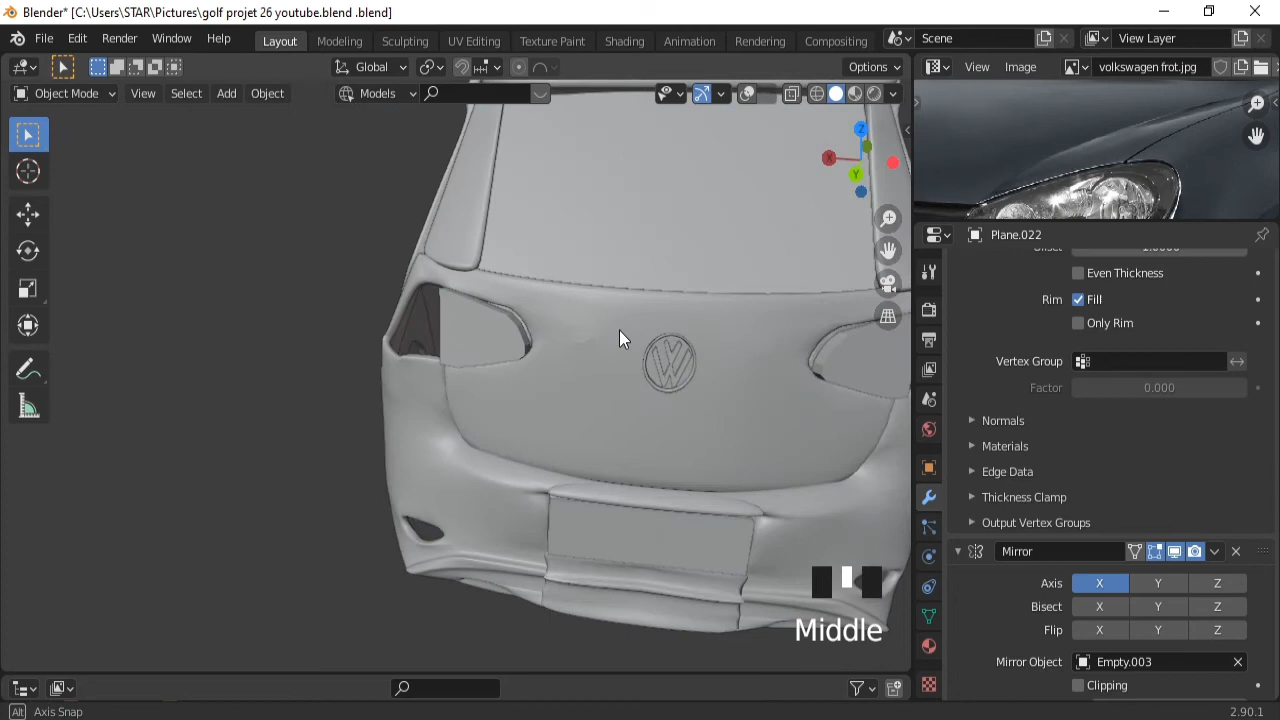 Blender* [C:\Users\STAR\Pictures\golf projet 26 youtube.blend .blend]
File Edit Render Window Help
Layout Modeling Sculpting UV Editing Texture Paint Shading Animation Rendering Compositing
Scene
View Layer
Global
Options
View Image
volkswagen frot.jpg
Object Mode View Select Add Object
Models
Z
X
Y
Plane.022
1.0000
Even Thickness
Rim
Fill
Only Rim
Vertex Group
Factor
0.000
Normals
Materials
Edge Data
Thickness Clamp
Output Vertex Groups
Mirror
Axis X Y Z
Bisect X Y Z
Flip X Y Z
Mirror Object
Empty.003
Clipping
Middle
Alt Axis Snap
2.90.1